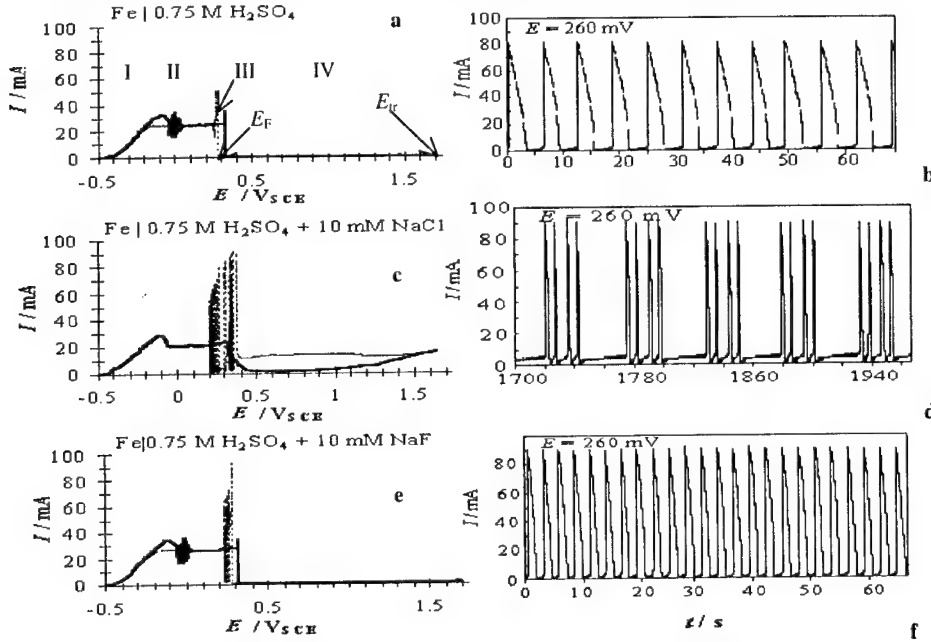 Fe | 0.75 M H₂SO₄
a
I / mA
100
80
60
40
20
0
I
II
III
IV
E_F
E_tr
-0.5
0.5
1.5
E / V_SCE
E = 260 mV
I / mA
100
80
60
40
20
0
0
10
20
30
40
50
60
b
Fe | 0.75 M H₂SO₄ + 10 mM NaCl
c
I / mA
100
80
60
40
20
0
-0.5
0
0.5
1
1.5
E / V_SCE
E = 260 mV
I / mA
100
80
60
40
20
0
1700
1780
1860
1940
d
Fe|0.75 M H₂SO₄ + 10 mM NaF
e
I / mA
100
80
60
40
20
0
-0.5
0.5
1.5
E / V_SCE
E = 260 mV
I / mA
80
60
40
20
0
0
10
20
30
40
50
60
t / s
f